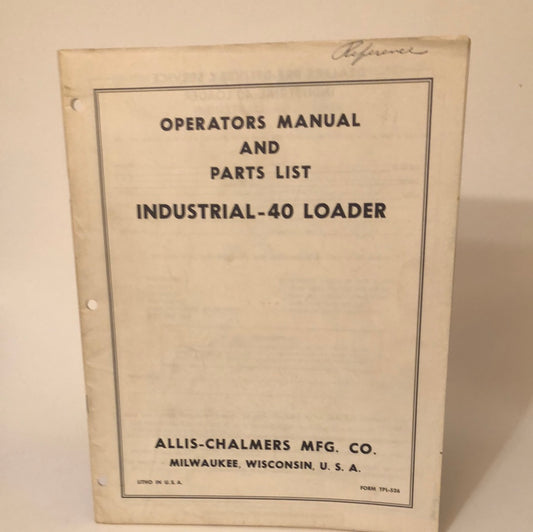 Reference
OPERATORS MANUAL
AND
PARTS LIST
INDUSTRIAL-40 LOADER
ALLIS-CHALMERS MFG. CO.
MILWAUKEE, WISCONSIN, U. S. A.
LITHO IN U.S.A.
FORM TPL-526